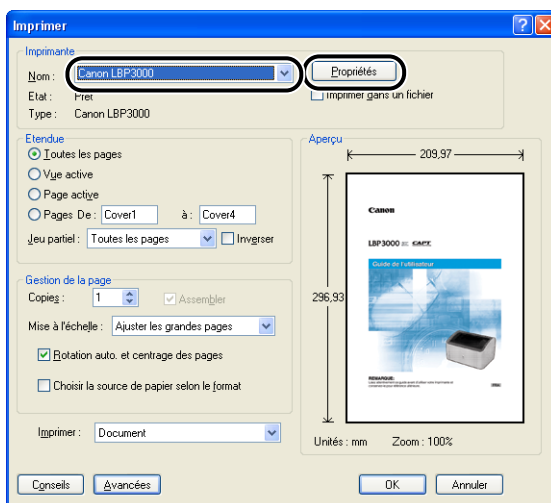 Imprimer
Imprimante
Nom : Canon LBP3000 Propriétés
Etat : Prêt Imprimer dans un fichier
Type : Canon LBP3000
Etendue
Toutes les pages
Vue active
Page active
Pages De : Cover1 à : Cover4
Jeu partiel : Toutes les pages Inverser
Gestion de la page
Copies : 1 Assembler
Mise à l'échelle : Ajuster les grandes pages
Rotation auto. et centrage des pages
Choisir la source de papier selon le format
Imprimer : Document
Aperçu
209,97
296,93
Canon
LBP3000 CAPT
Guide de l'utilisateur
REMARQUE:
Unités : mm Zoom : 100%
Conseils Avancées OK Annuler